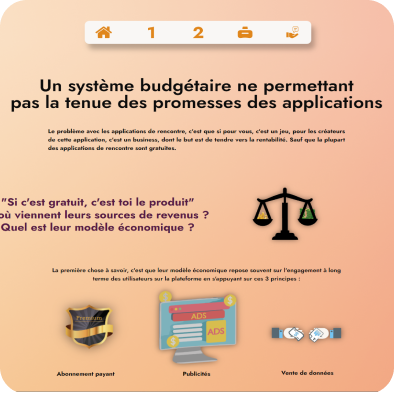 1 2
Un système budgétaire ne permettant
pas la tenue des promesses des applications
Le problème avec les applications de rencontre, c'est que si pour vous, c'est un jeu, pour les créateurs
de cette application, c'est un business, dont le but est de tendre vers la rentabilité. Sauf que la plupart
des applications de rencontre sont gratuites.
"Si c'est gratuit, c'est toi le produit"
où viennent leurs sources de revenus ?
Quel est leur modèle économique ?
La première chose à savoir, c'est que leur modèle économique repose souvent sur l'engagement à long
terme des utilisateurs sur la plateforme en s'appuyant sur ces 3 principes :
Premium
ADS
ADS
Abonnement payant
Publicités
Vente de données